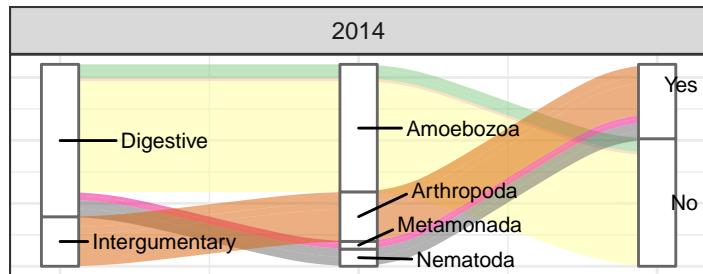 2014
Yes
Digestive
Amoebozoa
Arthropoda
No
Metamonada
Intergumentary
Nematoda